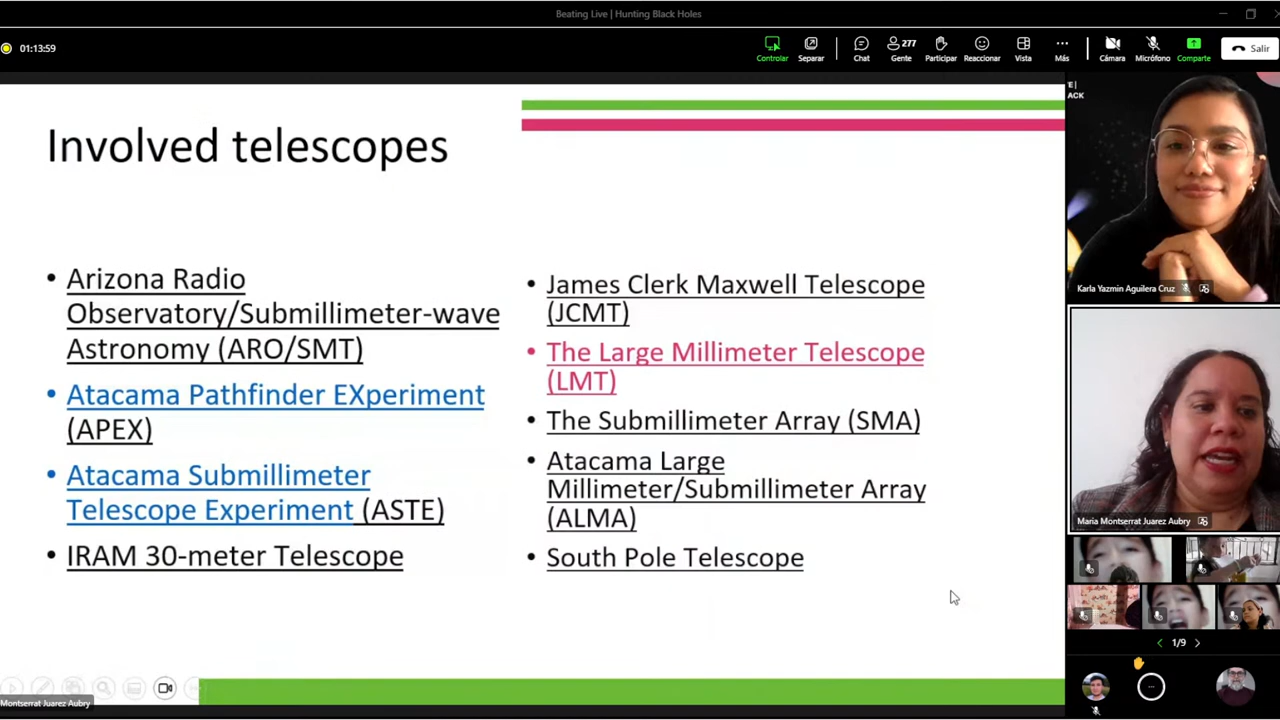 Beating Live | Hunting Black Holes
01:13:59
Controlar
Separar
Chat
277
Gente
Participar
Reaccionar
Vista
Más
Cámara
Micrófono
Comparte
Salir
Involved telescopes
• Arizona Radio
Observatory/Submillimeter-wave
Astronomy (ARO/SMT)
• Atacama Pathfinder EXperiment
(APEX)
• Atacama Submillimeter
Telescope Experiment (ASTE)
• IRAM 30-meter Telescope
• James Clerk Maxwell Telescope
(JCMT)
• The Large Millimeter Telescope
(LMT)
• The Submillimeter Array (SMA)
• Atacama Large
Millimeter/Submillimeter Array
(ALMA)
• South Pole Telescope
ACK
Karla Yazmin Aguilera Cruz
Maria Montserrat Juarez Aubry
1/9
Montserrat Juarez Aubry